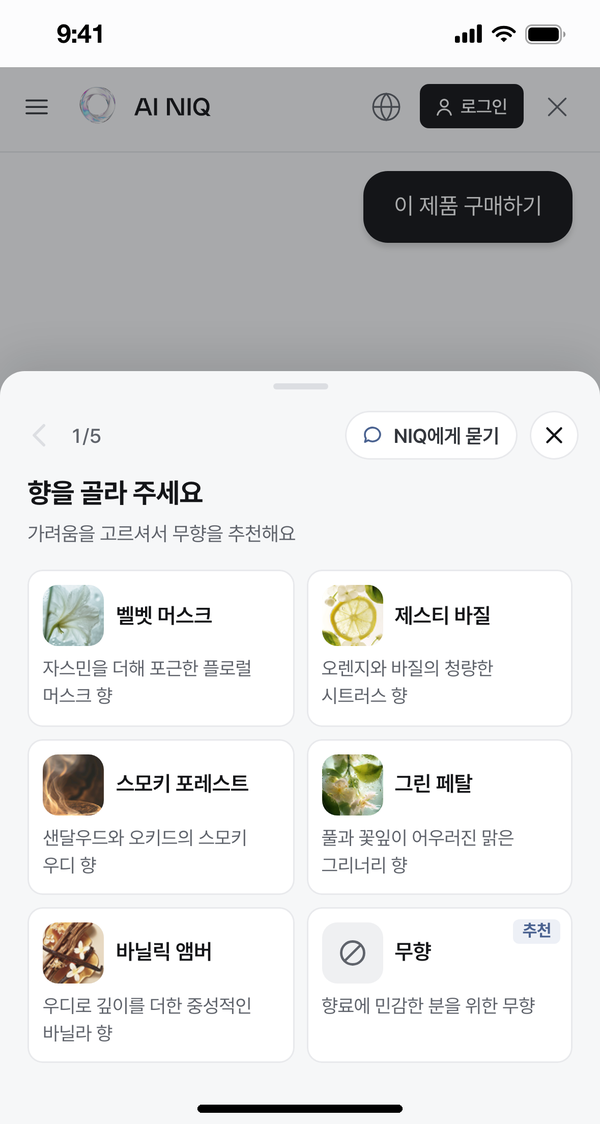 9:41
AI NIQ
로그인
이 제품 구매하기
1/5
NIQ에게 묻기
향을 골라 주세요
가려움을 고르셔서 무향을 추천해요
벨벳 머스크
자스민을 더해 포근한 플로럴
머스크 향
제스티 바질
오렌지와 바질의 청량한
시트러스 향
스모키 포레스트
샌달우드와 오키드의 스모키
우디 향
그린 페탈
풀과 꽃잎이 어우러진 맑은
그리너리 향
바닐릭 앰버
우디로 깊이를 더한 중성적인
바닐라 향
추천
무향
향료에 민감한 분을 위한 무향